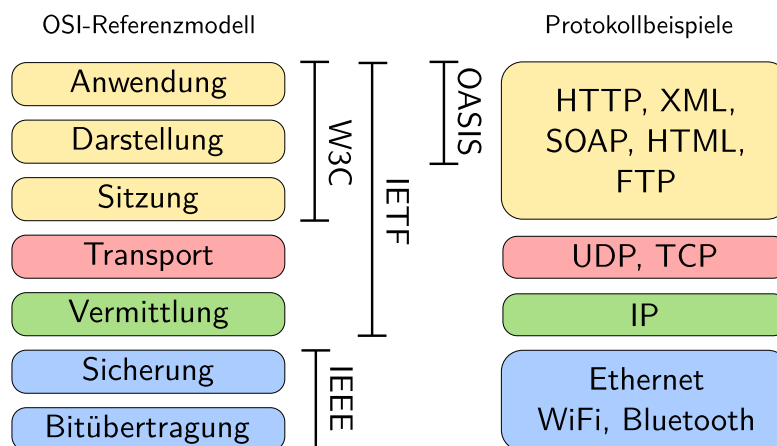 OSI-Referenzmodell
Protokollbeispiele
Anwendung
Darstellung
Sitzung
Transport
Vermittlung
Sicherung
Bitübertragung
W3C
IETF
IEEE
OASIS
HTTP, XML,
SOAP, HTML,
FTP
UDP, TCP
IP
Ethernet
WiFi, Bluetooth